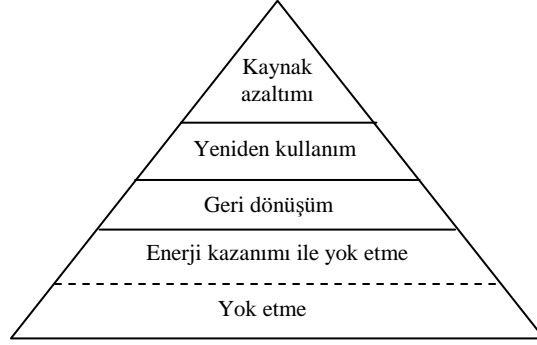 Kaynak
azaltımı
Yeniden kullanım
Geri dönüşüm
Enerji kazanımı ile yok etme
Yok etme